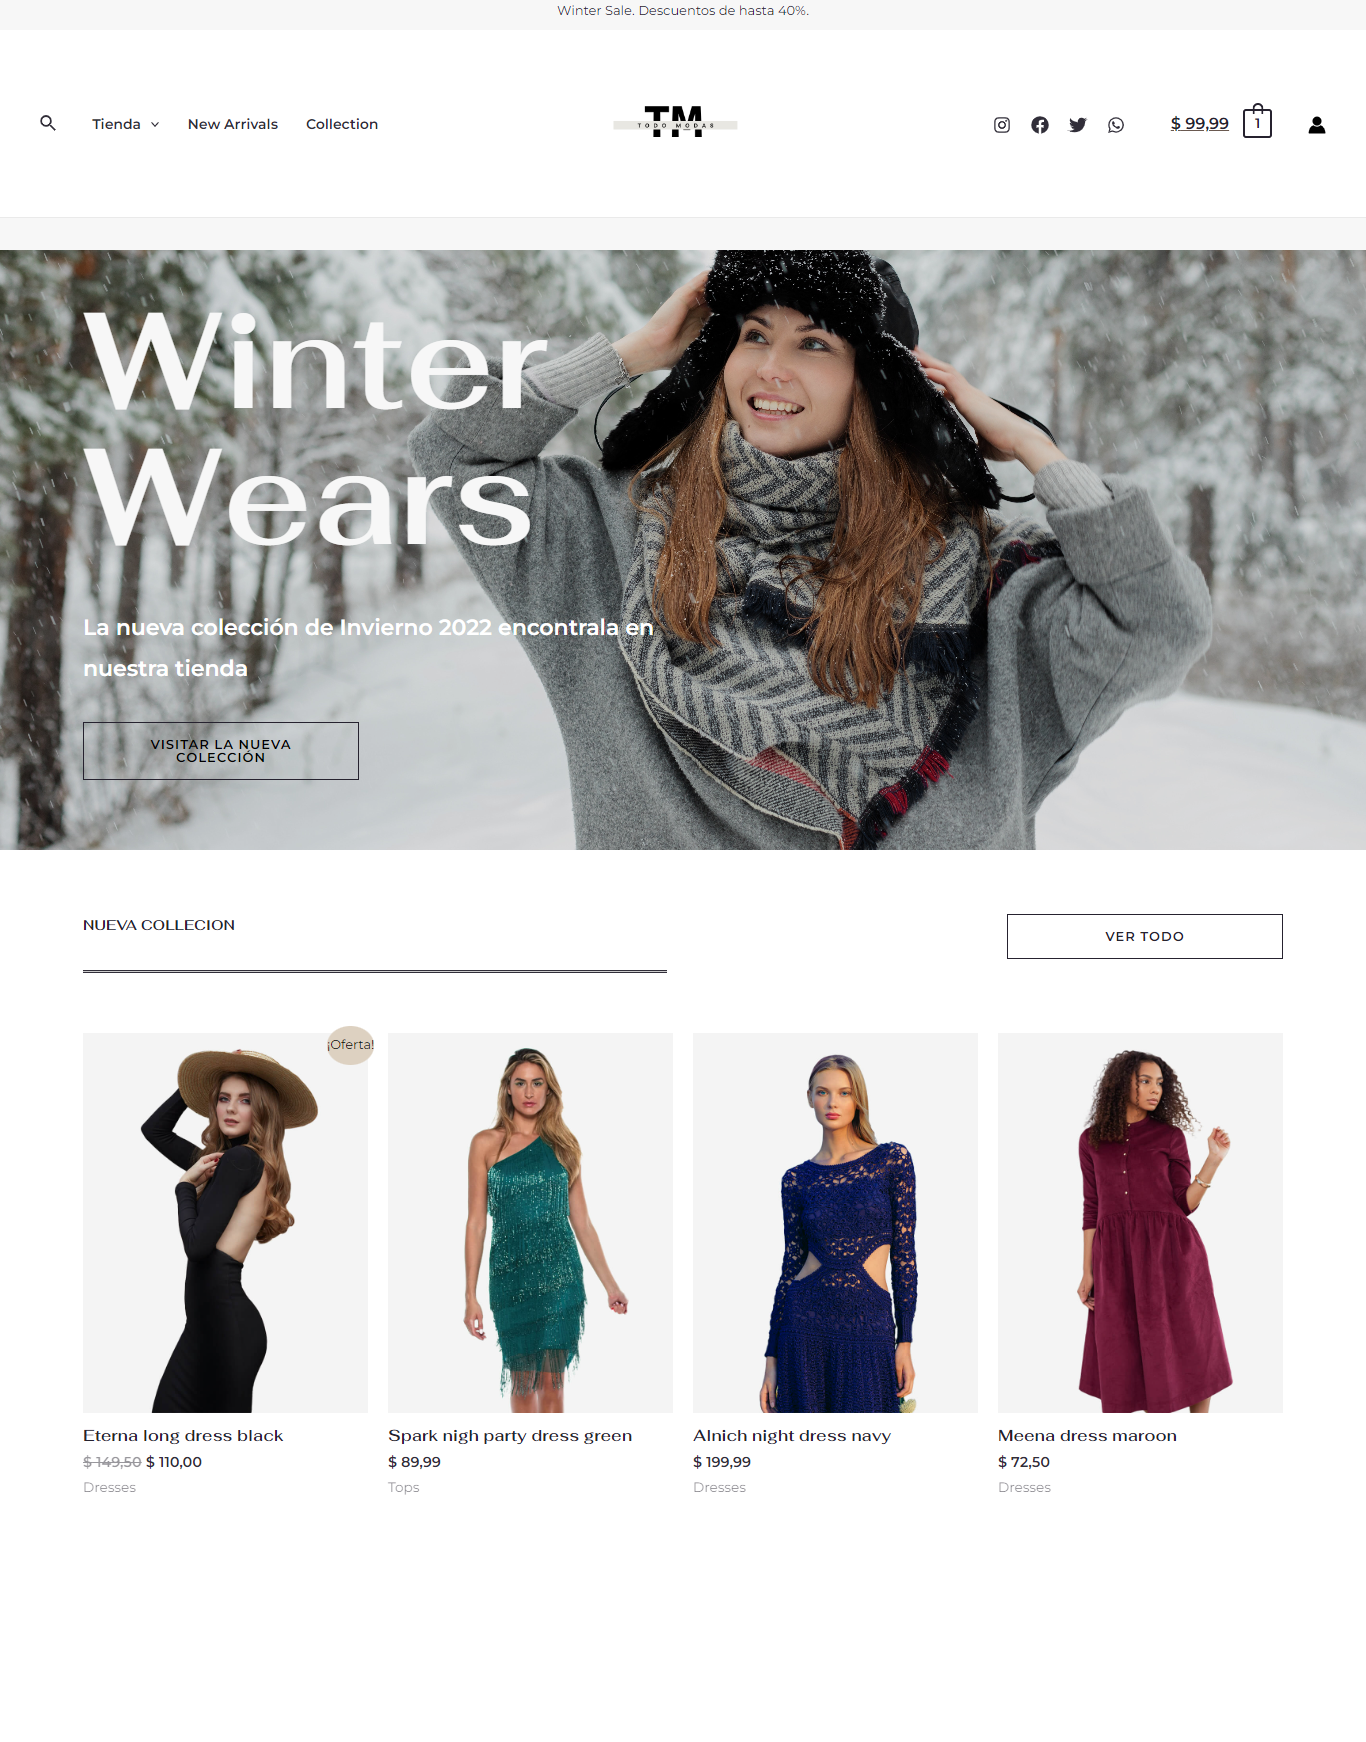 Winter Sale. Descuentos de hasta 40%.
Tienda New Arrivals Collection
TM
TODO MODAS
$ 99,99 1
Winter
Wears
La nueva colección de Invierno 2022 encontrala en
nuestra tienda
VISITAR LA NUEVA
COLECCIÓN
NUEVA COLLECION
VER TODO
¡Oferta!
Eterna long dress black
$ 149,50 $ 110,00
Dresses
Spark nigh party dress green
$ 89,99
Tops
Alnich night dress navy
$ 199,99
Dresses
Meena dress maroon
$ 72,50
Dresses